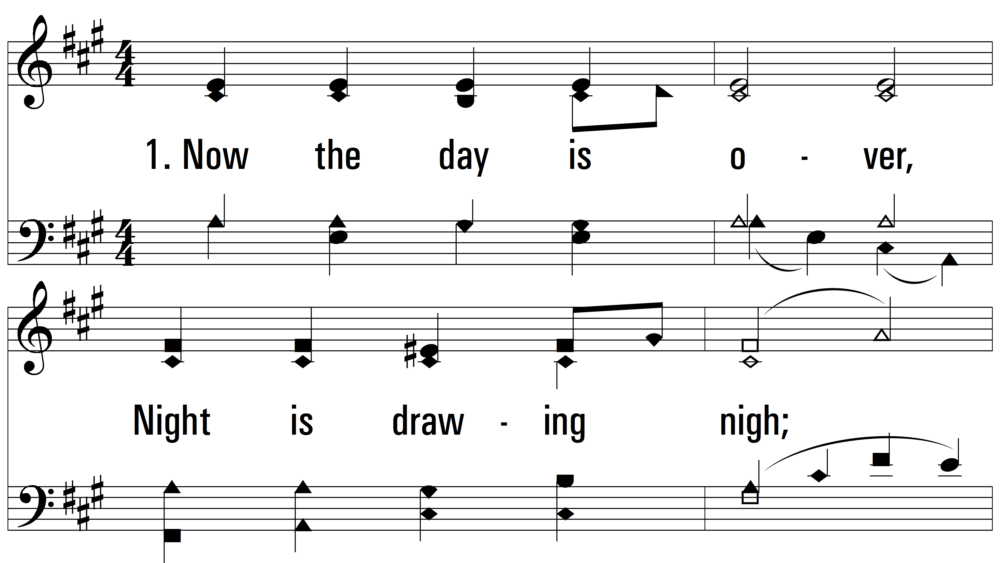 1. Now the day is o - ver,
Night is draw - ing nigh;